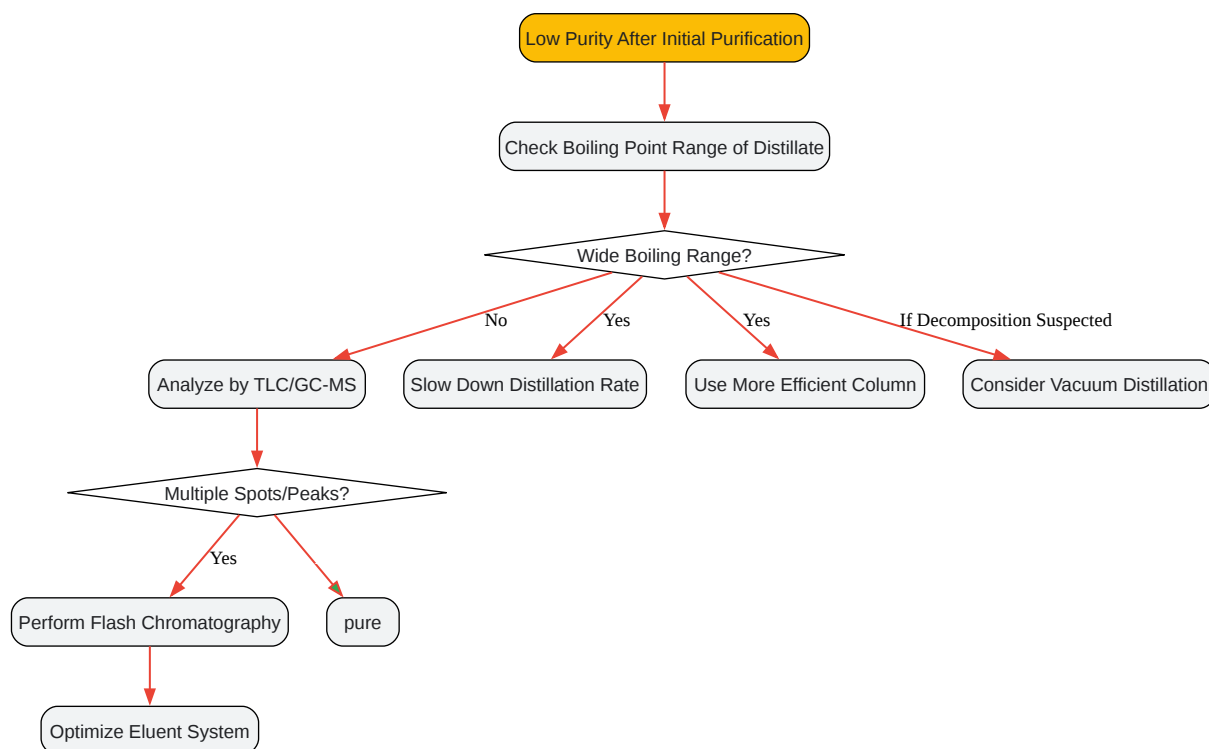 Low Purity After Initial Purification
Check Boiling Point Range of Distillate
Wide Boiling Range?
No
Yes
Yes
If Decomposition Suspected
Analyze by TLC/GC-MS
Slow Down Distillation Rate
Use More Efficient Column
Consider Vacuum Distillation
Multiple Spots/Peaks?
Yes
Perform Flash Chromatography
pure
Optimize Eluent System